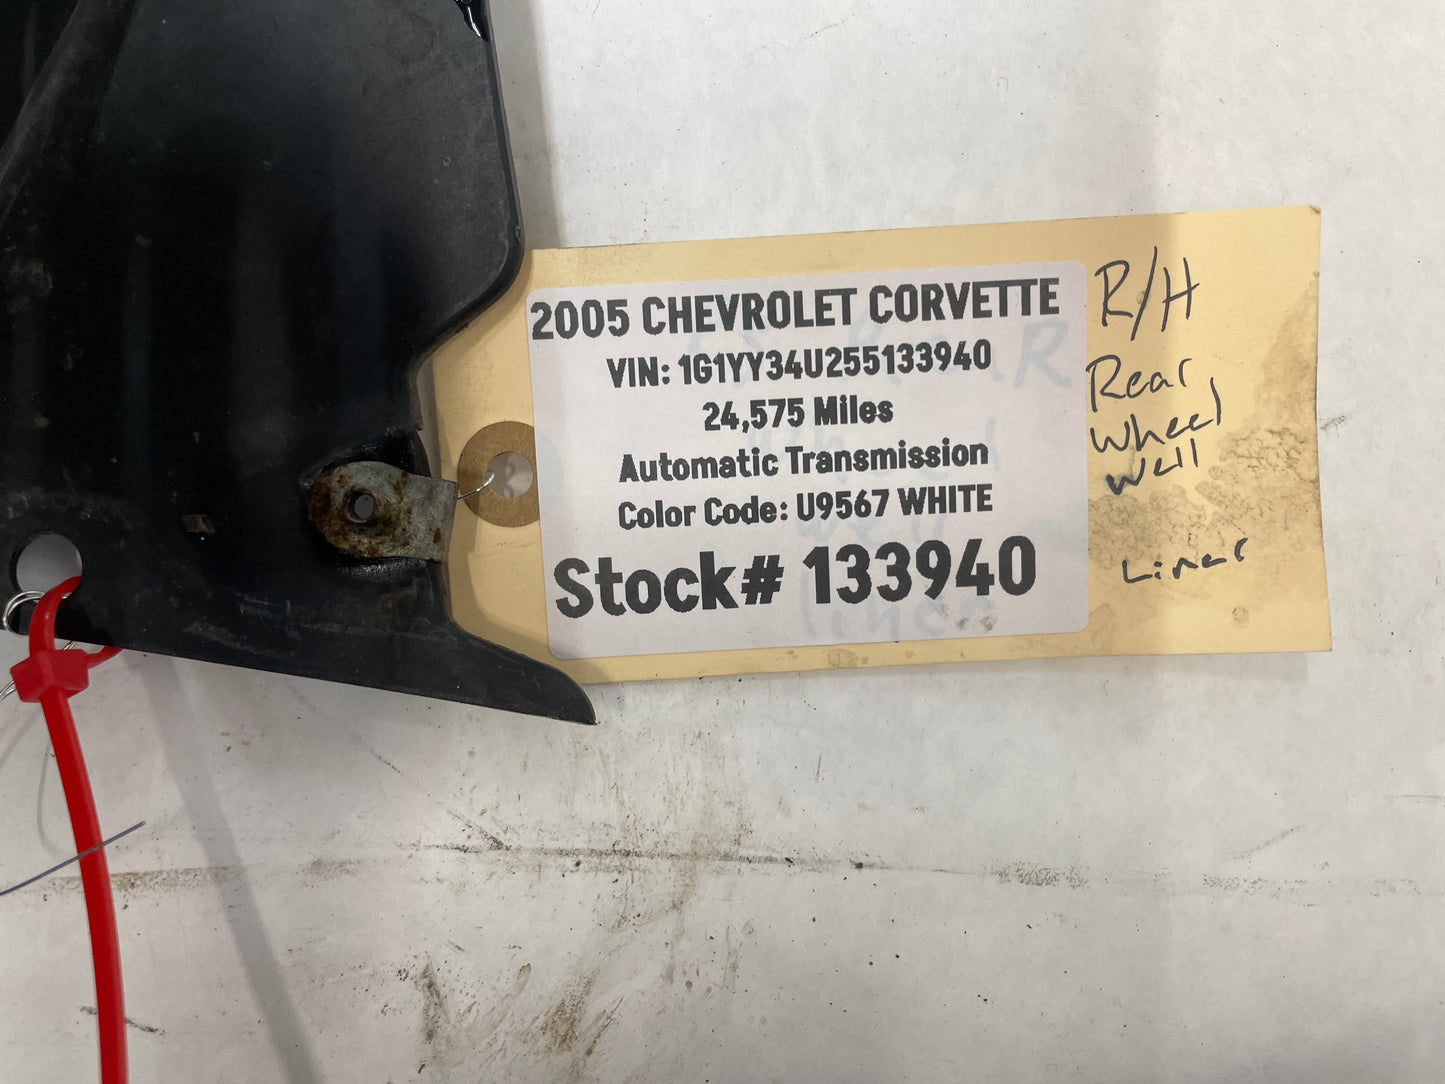 2005 CHEVROLET CORVETTE
VIN: 1G1YY34U255133940
24,575 Miles
Automatic Transmission
Color Code: U9567 WHITE
Stock# 133940
R/H
Rear
Wheel
Well
Liner